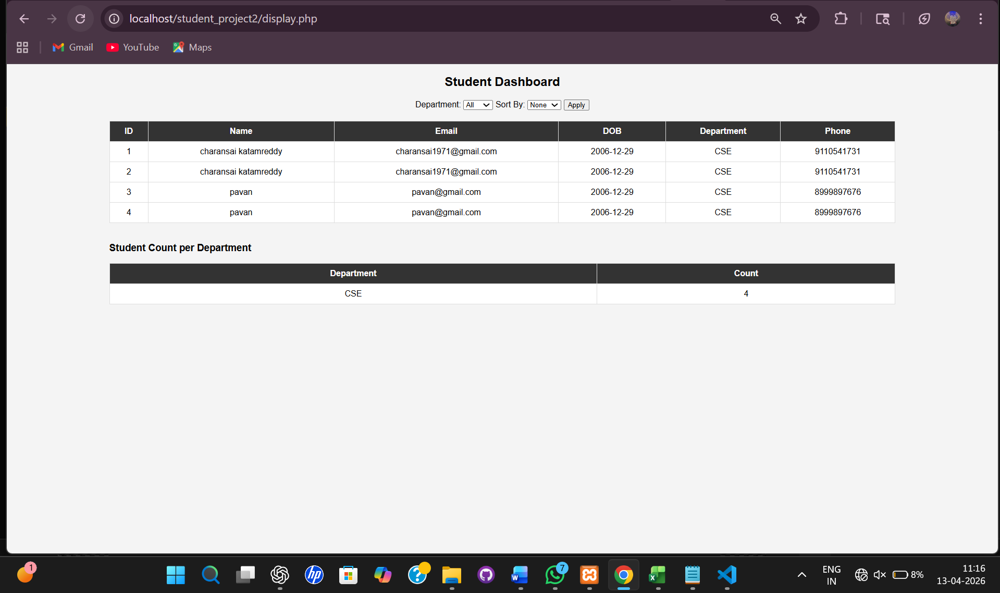 localhost/student_project2/display.php
Gmail YouTube Maps
Student Dashboard
Department: All Sort By: None Apply
ID Name Email DOB Department Phone
1 charansai katamreddy charansai1971@gmail.com 2006-12-29 CSE 9110541731
2 charansai katamreddy charansai1971@gmail.com 2006-12-29 CSE 9110541731
3 pavan pavan@gmail.com 2006-12-29 CSE 8999897676
4 pavan pavan@gmail.com 2006-12-29 CSE 8999897676
Student Count per Department
Department Count
CSE 4
1 hp ? W 7 X ENG 8% 11:16
IN 13-04-2026